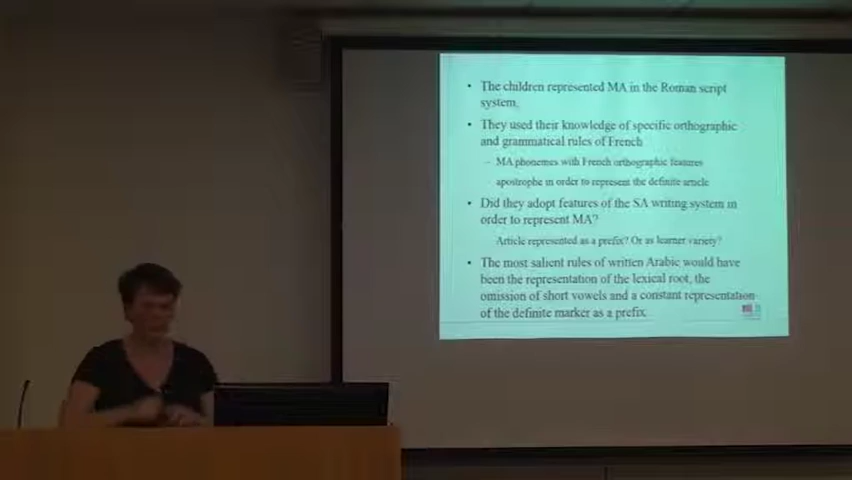 • The children represented MA in the Roman script
system.
• They used their knowledge of specific orthographic
and grammatical rules of French
– MA phonemes with French orthographic features
apostrophe in order to represent the definite article
• Did they adopt features of the SA writing system in
order to represent MA?
Article represented as a prefix? Or as learner variety?
• The most salient rules of written Arabic would have
been the representation of the lexical root, the
omission of short vowels and a constant representation
of the definite marker as a prefix.